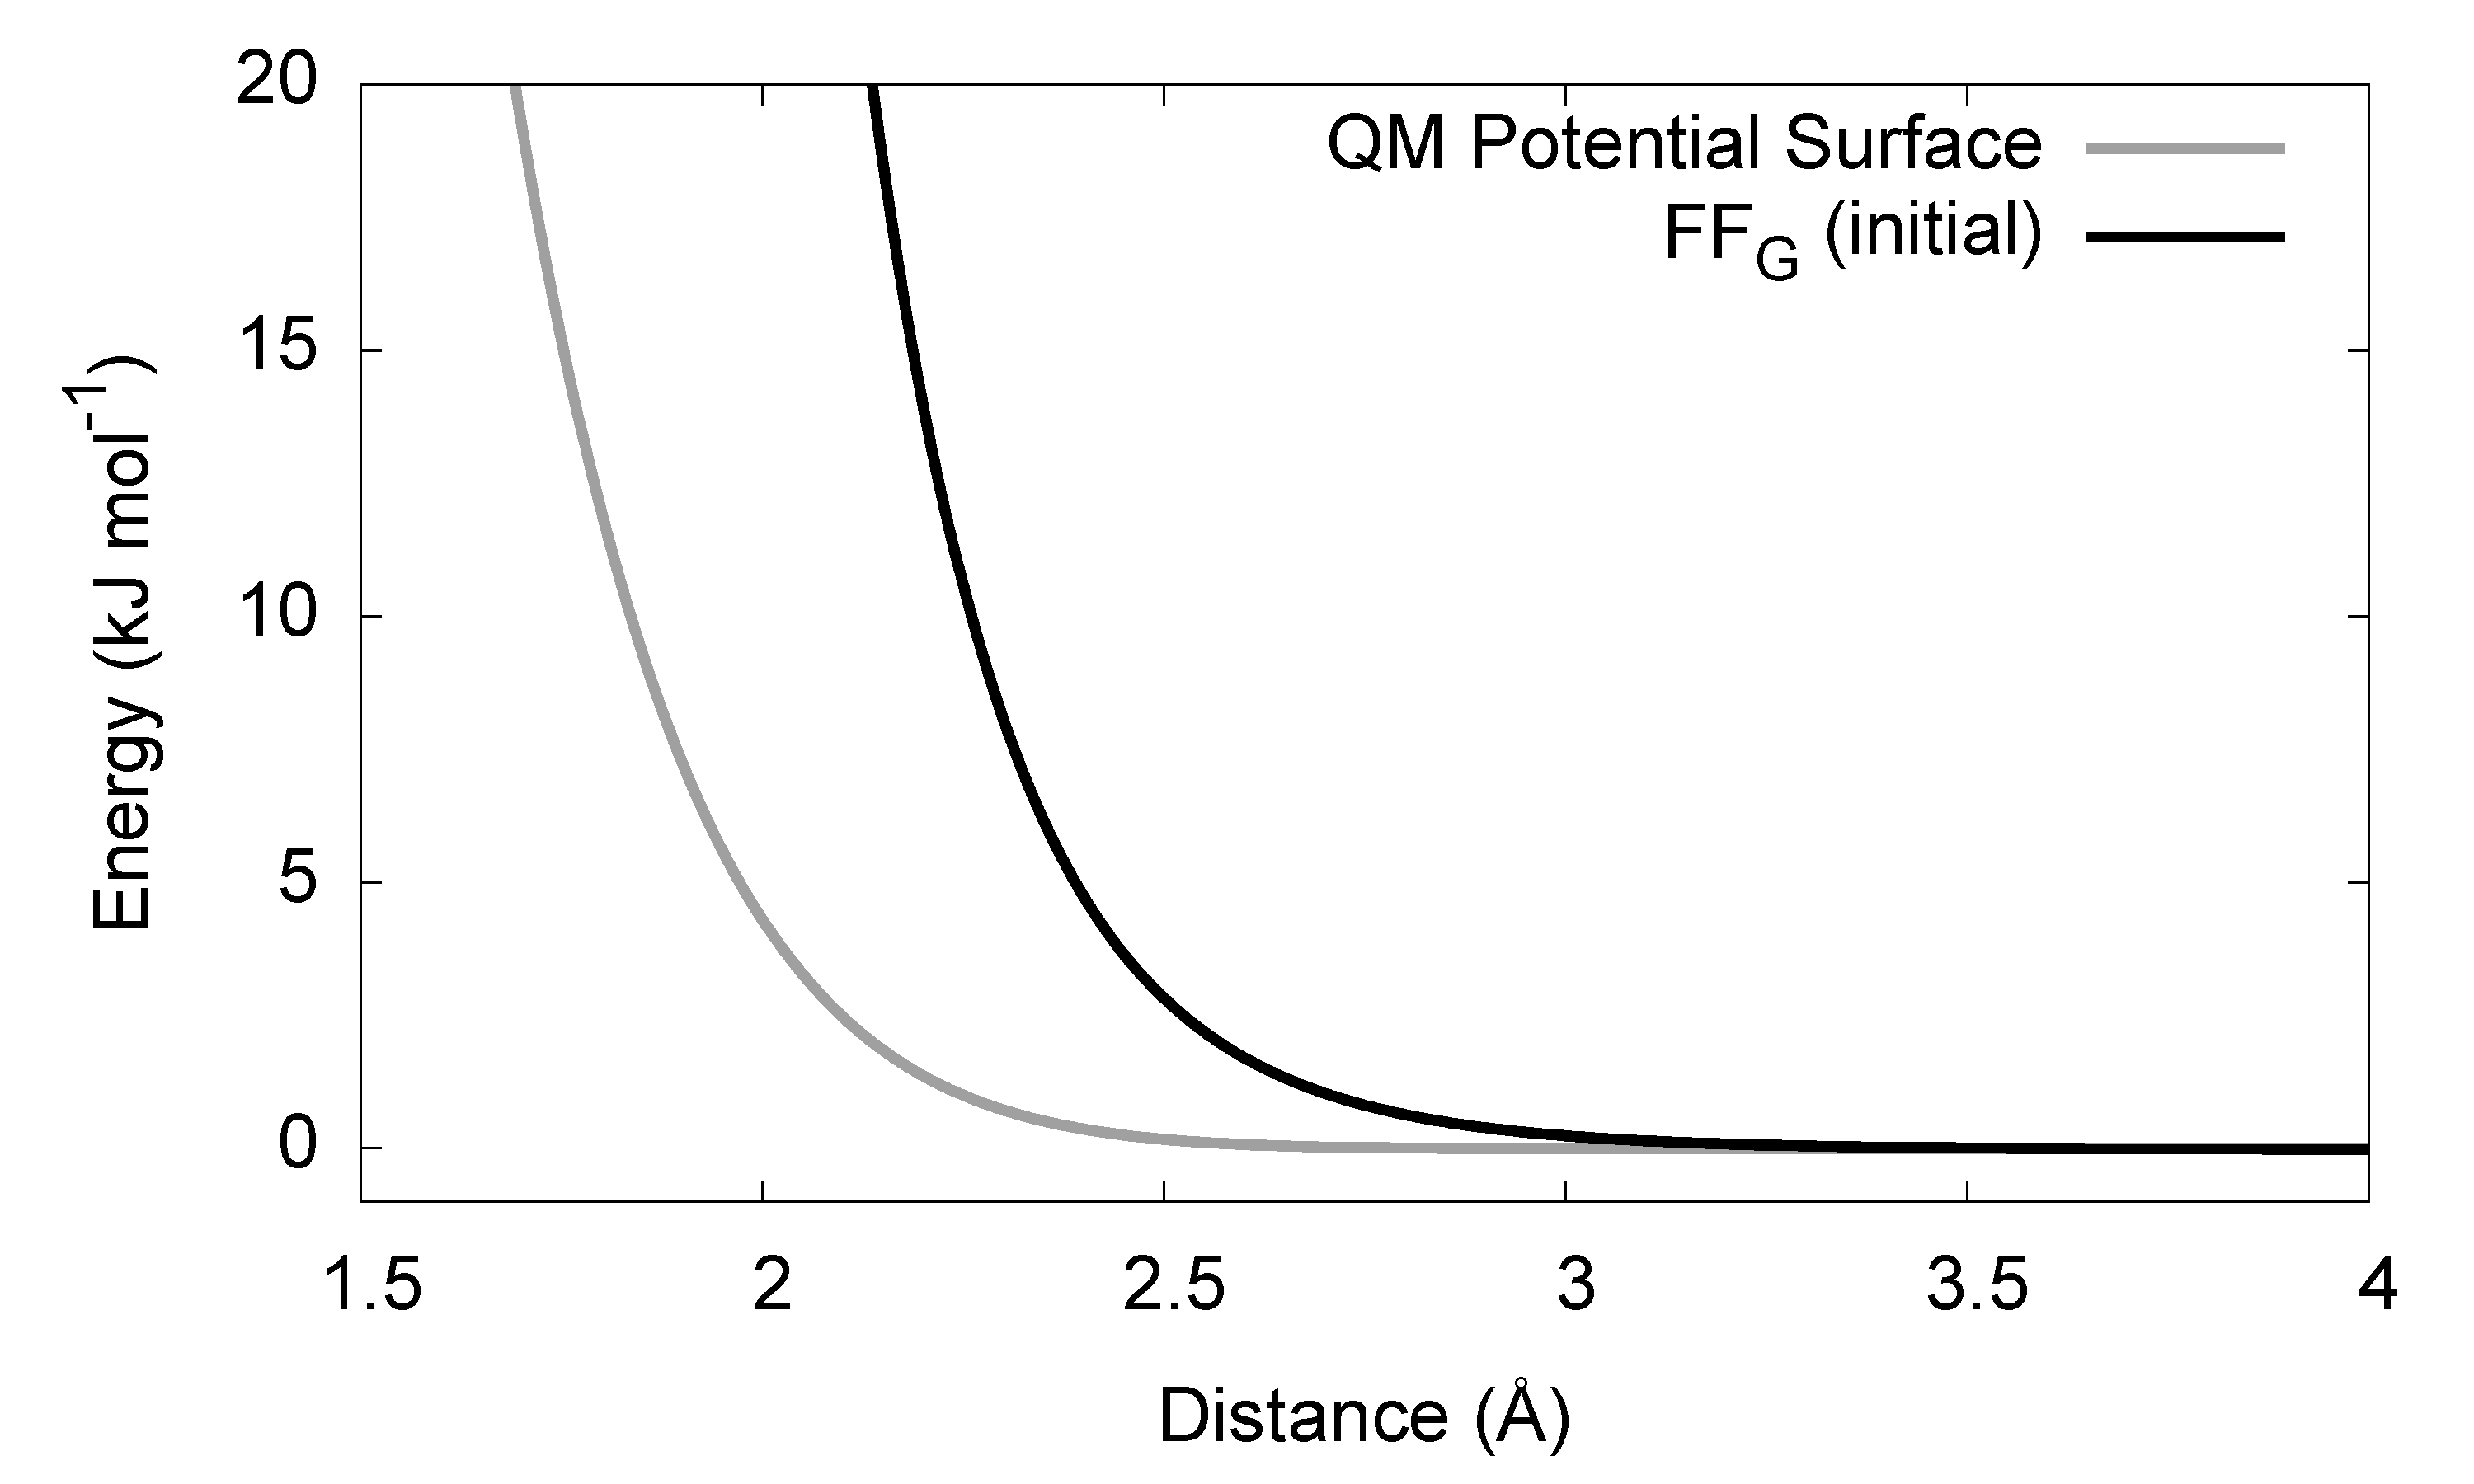 20
15
10
5
0
Energy (kJ mol-1)
QM Potential Surface
FFG (initial)
1.5 2 2.5 3 3.5 4
Distance (Å)